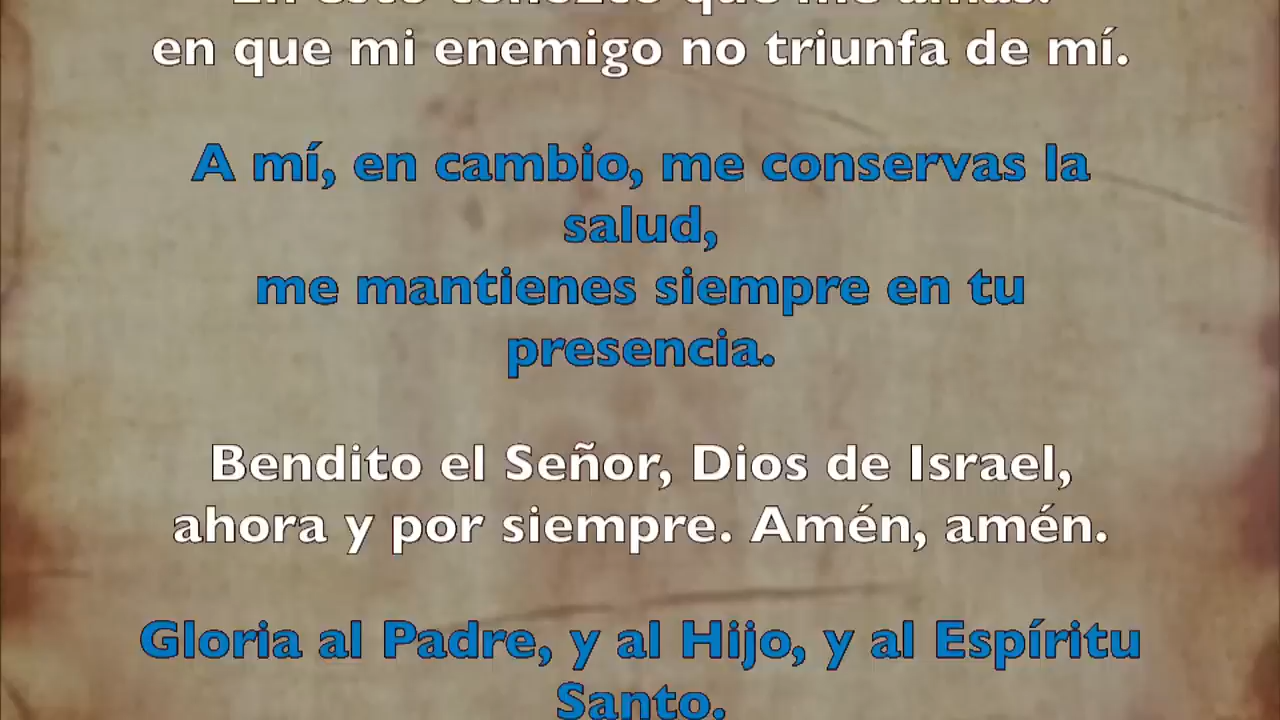 en que mi enemigo no triunfa de mí.
A mí, en cambio, me conservas la
salud,
me mantienes siempre en tu
presencia.
Bendito el Señor, Dios de Israel,
ahora y por siempre. Amén, amén.
Gloria al Padre, y al Hijo, y al Espíritu
Santo.